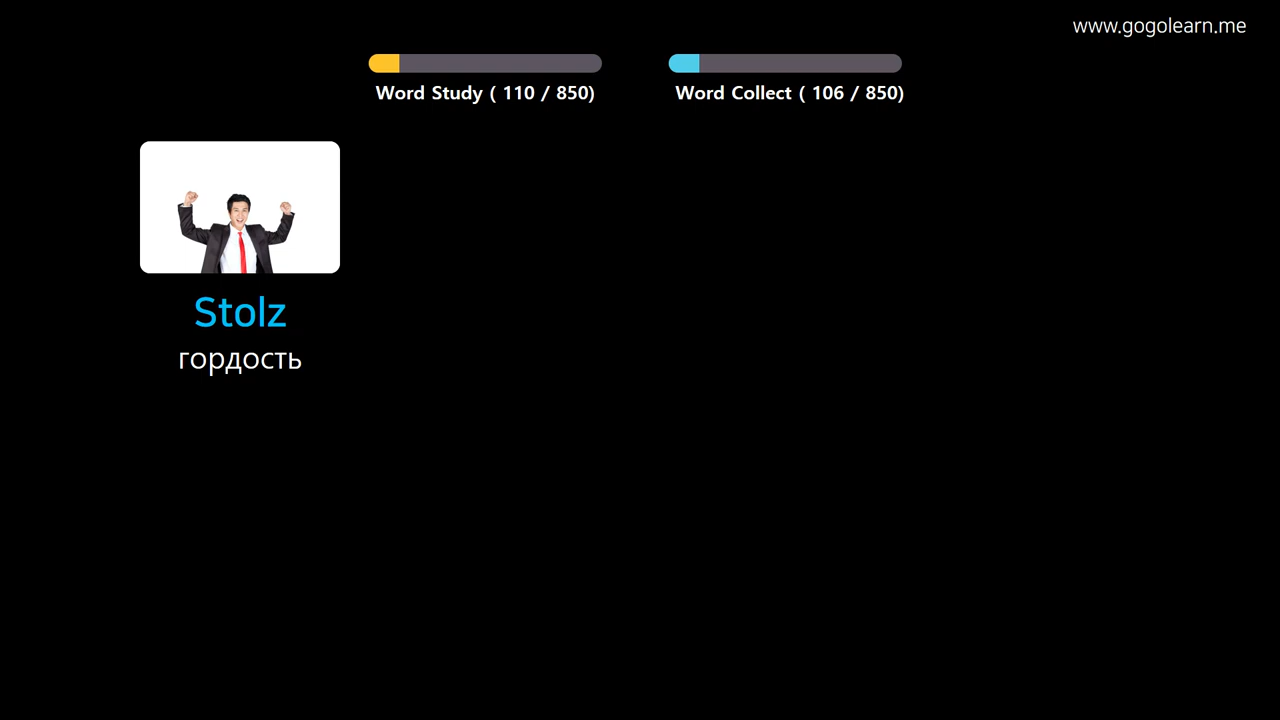 www.gogolearn.me
Word Study ( 110 / 850)
Word Collect ( 106 / 850)
Stolz
гордость